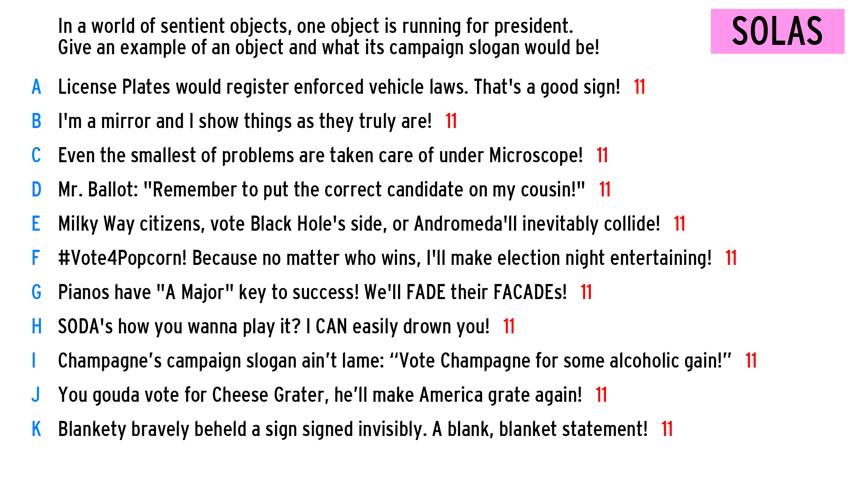 In a world of sentient objects, one object is running for president.
Give an example of an object and what its campaign slogan would be!
SOLAS
A License Plates would register enforced vehicle laws. That's a good sign! 11
B I'm a mirror and I show things as they truly are! 11
C Even the smallest of problems are taken care of under Microscope! 11
D Mr. Ballot: "Remember to put the correct candidate on my cousin!" 11
E Milky Way citizens, vote Black Hole's side, or Andromeda'll inevitably collide! 11
F #Vote4Popcorn! Because no matter who wins, I'll make election night entertaining! 11
G Pianos have "A Major" key to success! We'll FADE their FACADEs! 11
H SODA's how you wanna play it? I CAN easily drown you! 11
I Champagne’s campaign slogan ain’t lame: “Vote Champagne for some alcoholic gain!” 11
J You gouda vote for Cheese Grater, he’ll make America grate again! 11
K Blankety bravely beheld a sign signed invisibly. A blank, blanket statement! 11